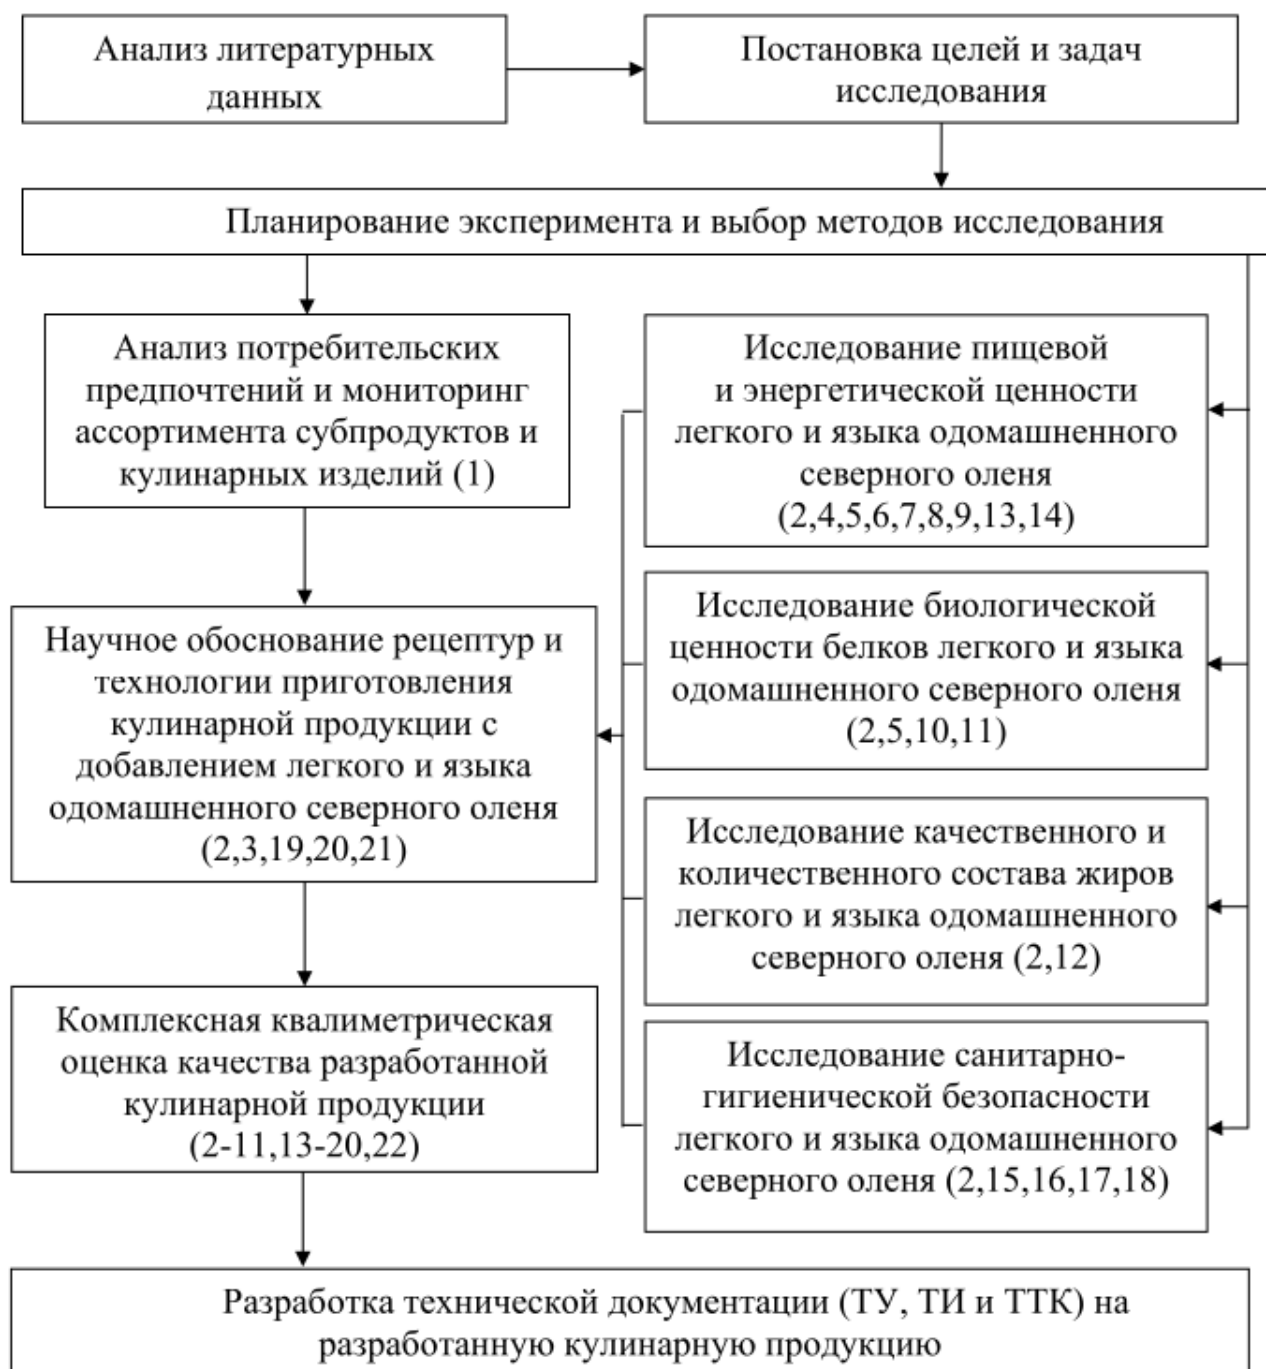 Анализ литературных
данных
Постановка целей и задач
исследования
Планирование эксперимента и выбор методов исследования
Анализ потребительских
предпочтений и мониторинг
ассортимента субпродуктов и
кулинарных изделий (1)
Исследование пищевой
и энергетической ценности
легкого и языка одомашненного
северного оленя
(2,4,5,6,7,8,9,13,14)
Научное обоснование рецептур и
технологии приготовления
кулинарной продукции с
добавлением легкого и языка
одомашненного северного оленя
(2,3,19,20,21)
Исследование биологической
ценности белков легкого и языка
одомашненного северного оленя
(2,5,10,11)
Исследование качественного и
количественного состава жиров
легкого и языка одомашненного
северного оленя (2,12)
Комплексная квалиметрическая
оценка качества разработанной
кулинарной продукции
(2-11,13-20,22)
Исследование санитарно-
гигиенической безопасности
легкого и языка одомашненного
северного оленя (2,15,16,17,18)
Разработка технической документации (ТУ, ТИ и ТТК) на
разработанную кулинарную продукцию